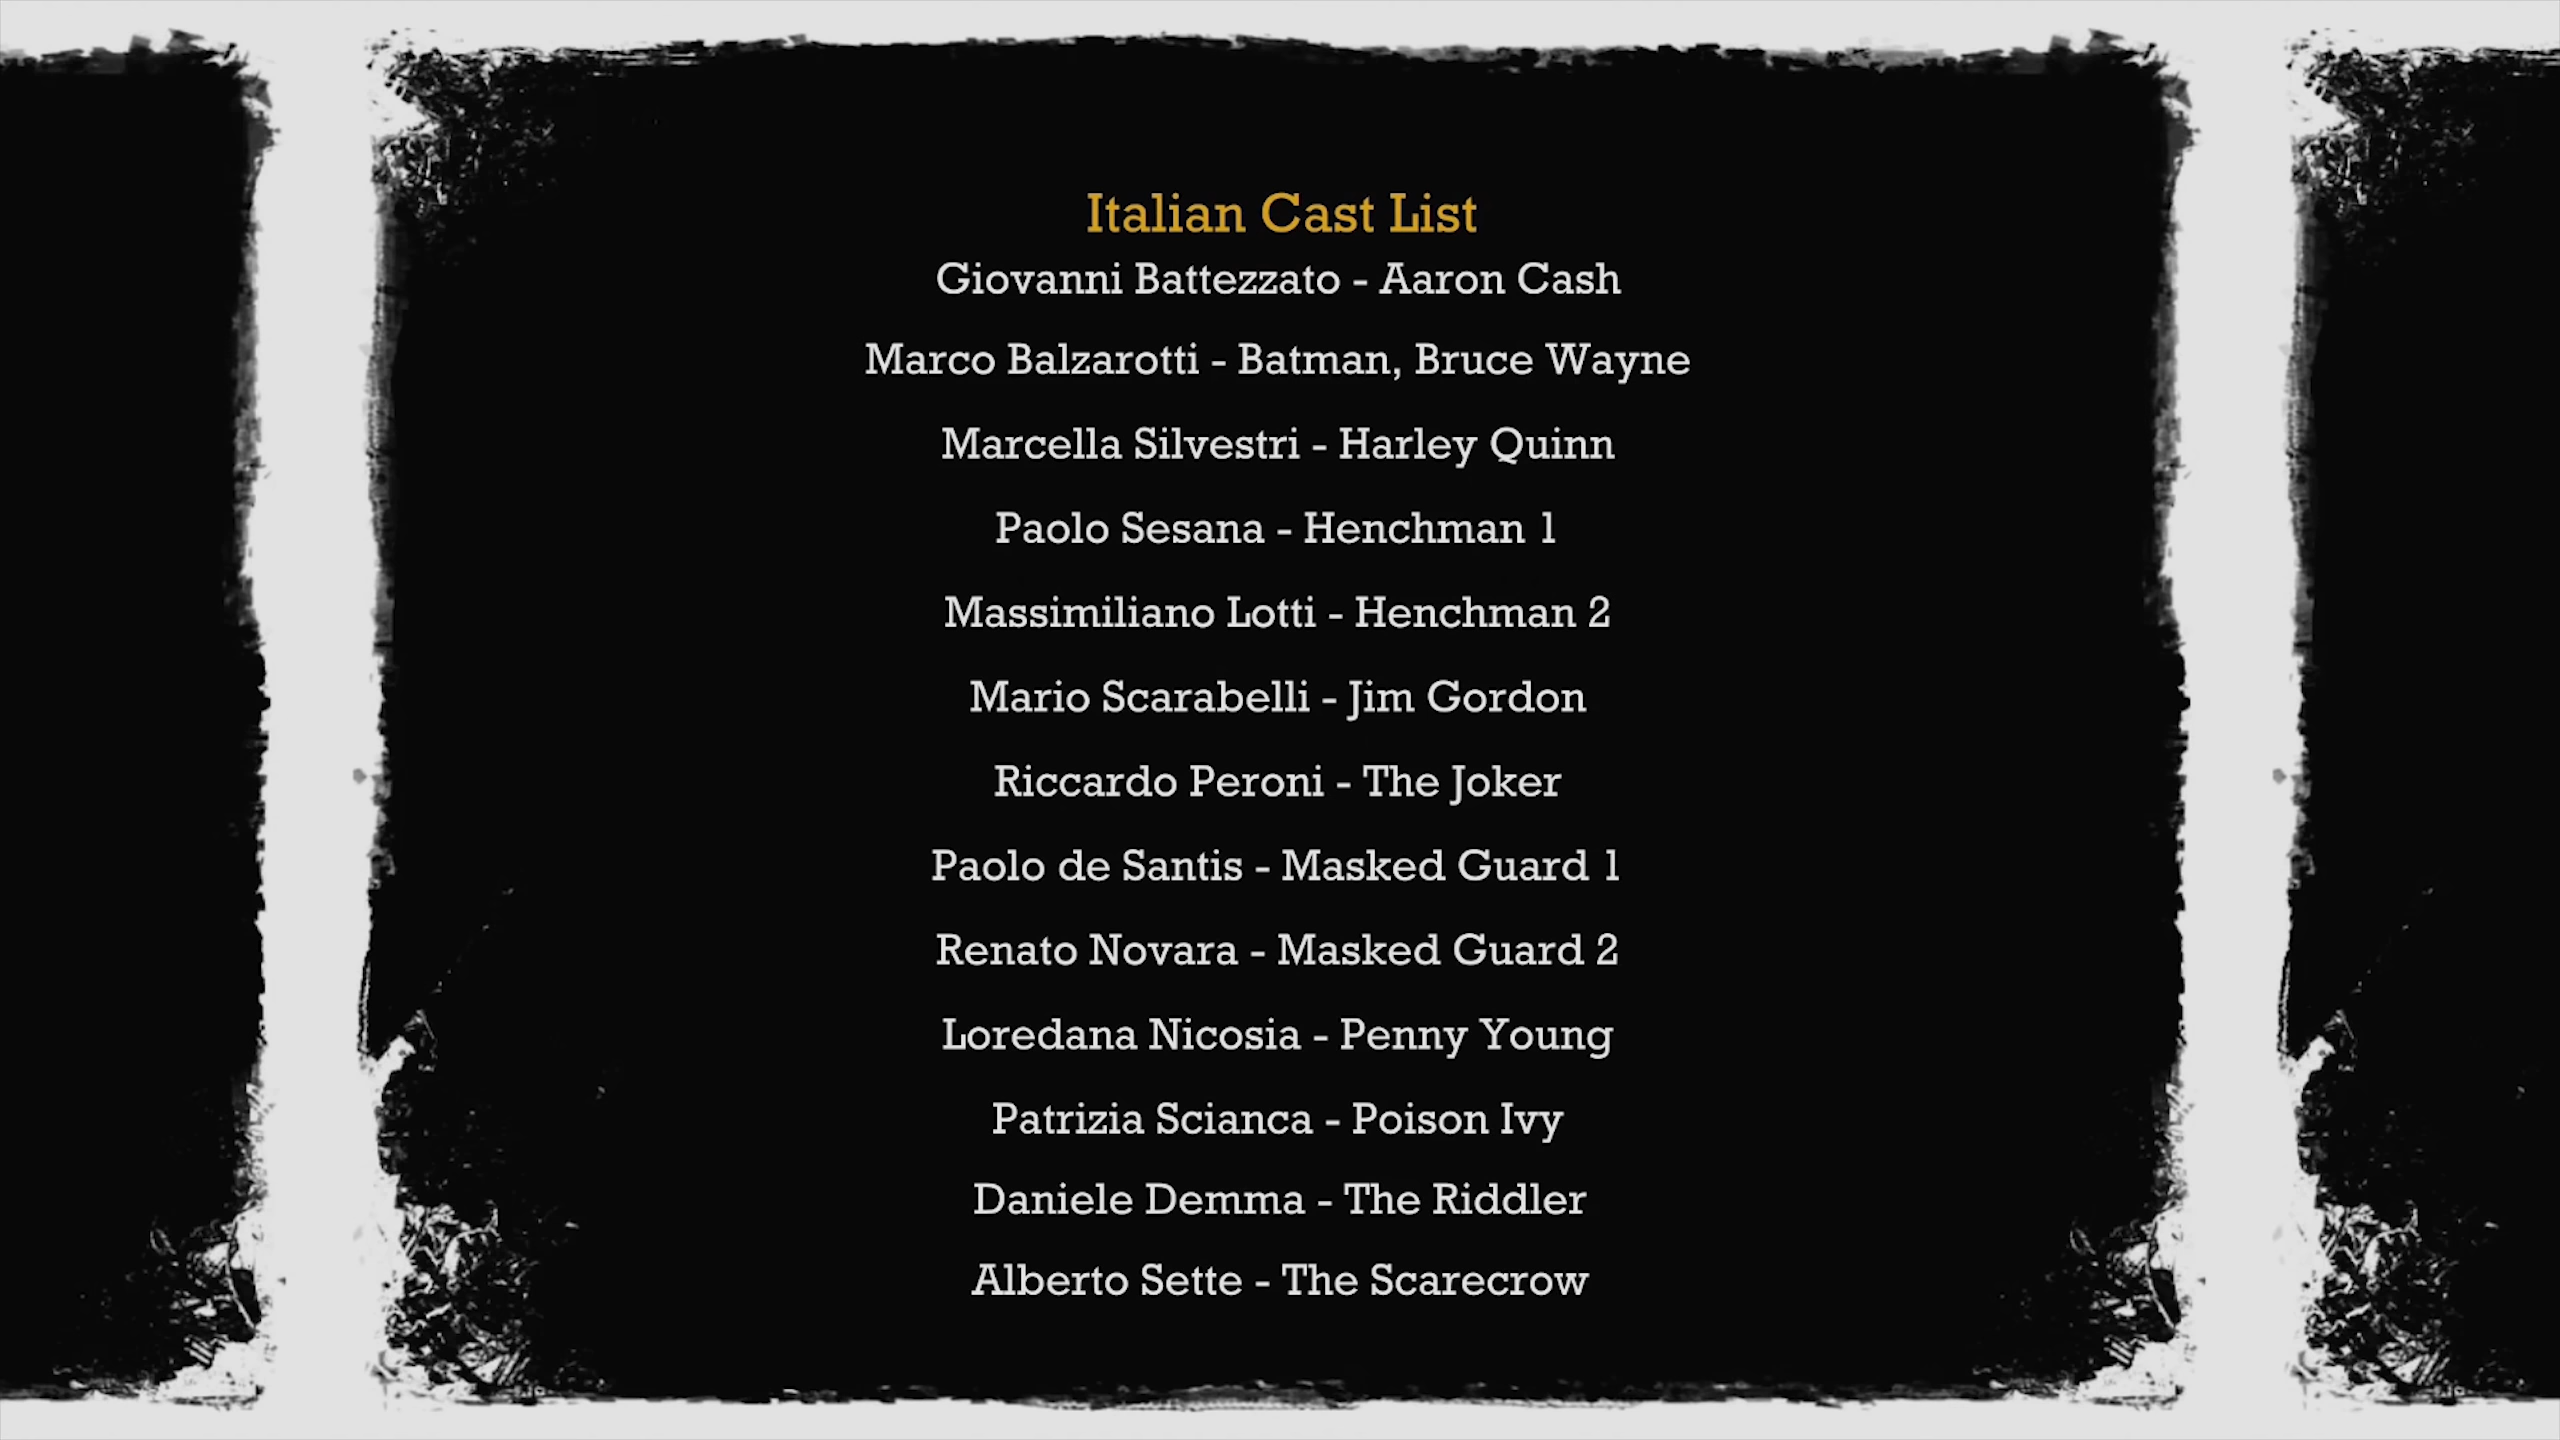 Italian Cast List
Giovanni Battezzato - Aaron Cash
Marco Balzarotti - Batman, Bruce Wayne
Marcella Silvestri - Harley Quinn
Paolo Sesana - Henchman 1
Massimiliano Lotti - Henchman 2
Mario Scarabelli - Jim Gordon
Riccardo Peroni - The Joker
Paolo de Santis - Masked Guard 1
Renato Novara - Masked Guard 2
Loredana Nicosia - Penny Young
Patrizia Scianca - Poison Ivy
Daniele Demma - The Riddler
Alberto Sette - The Scarecrow